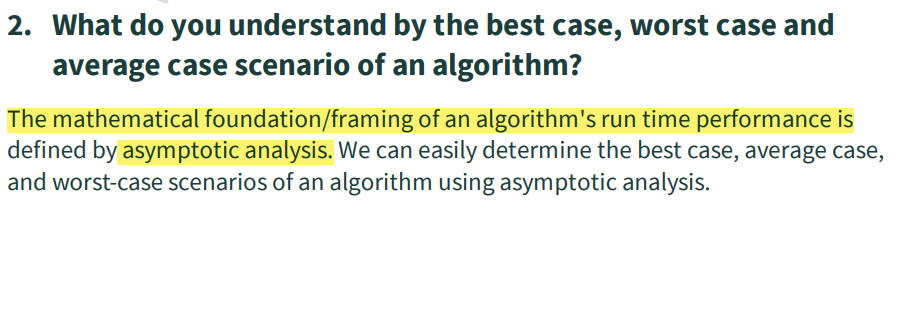 2. What do you understand by the best case, worst case and
average case scenario of an algorithm?
The mathematical foundation/framing of an algorithm's run time performance is
defined by asymptotic analysis. We can easily determine the best case, average case,
and worst-case scenarios of an algorithm using asymptotic analysis.